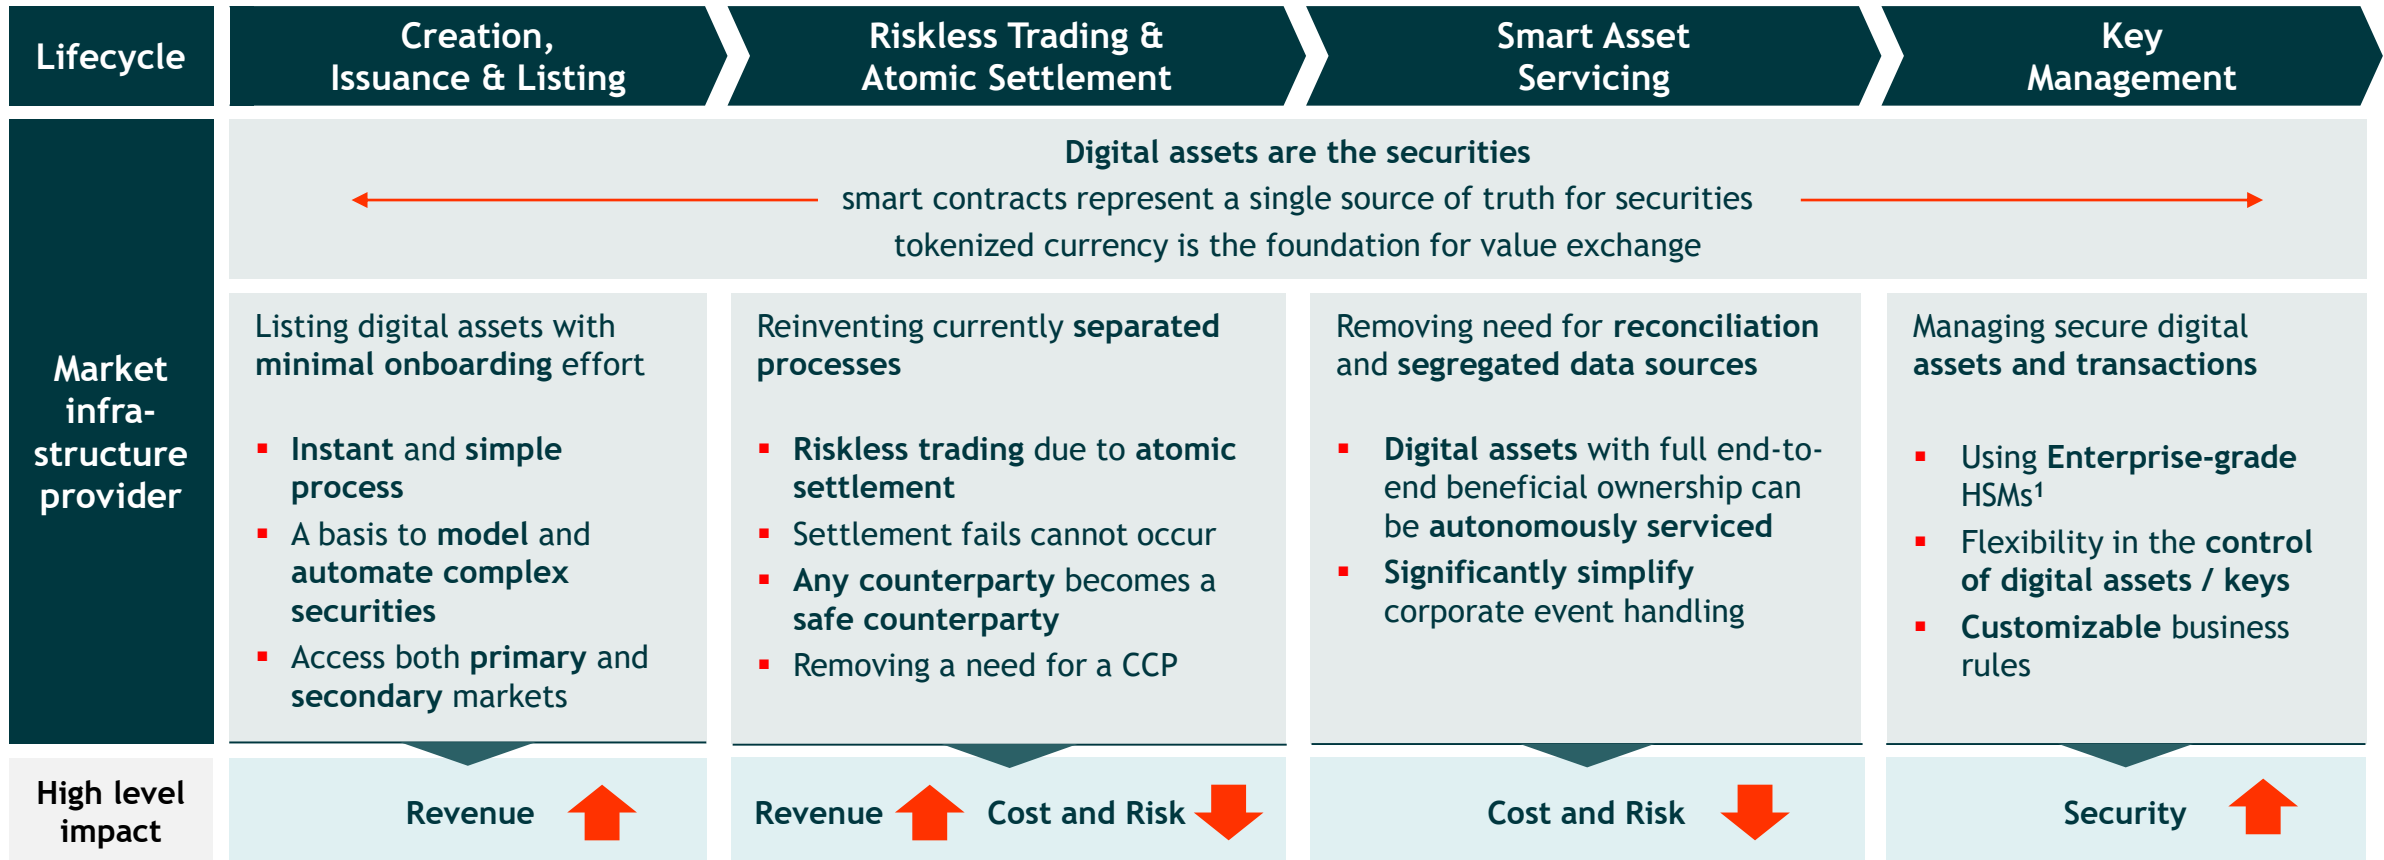 Lifecycle
Creation,
Issuance & Listing
Riskless Trading &
Atomic Settlement
Smart Asset
Servicing
Key
Management
Market
infra-
structure
provider
Digital assets are the securities
smart contracts represent a single source of truth for securities
tokenized currency is the foundation for value exchange
Listing digital assets with
minimal onboarding effort
▪ Instant and simple
process
▪ A basis to model and
automate complex
securities
▪ Access both primary and
secondary markets
Reinventing currently separated
processes
▪ Riskless trading due to atomic
settlement
▪ Settlement fails cannot occur
▪ Any counterparty becomes a
safe counterparty
▪ Removing a need for a CCP
Removing need for reconciliation
and segregated data sources
▪ Digital assets with full end-to-
end beneficial ownership can
be autonomously serviced
▪ Significantly simplify
corporate event handling
Managing secure digital
assets and transactions
▪ Using Enterprise-grade
HSMs¹
▪ Flexibility in the control
of digital assets / keys
▪ Customizable business
rules
High level
impact
Revenue
Revenue
Cost and Risk
Cost and Risk
Security